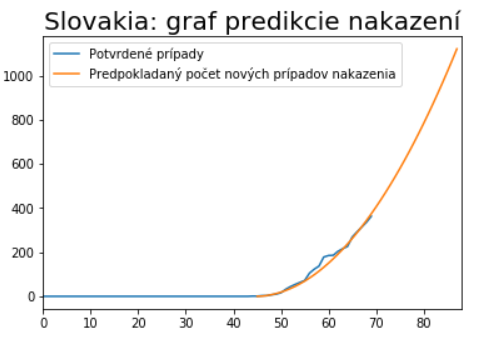 Slovakia: graf predikcie nakazení
Potvrdené prípady
Predpokladaný počet nových prípadov nakazenia
1000
800
600
400
200
0
0 10 20 30 40 50 60 70 80